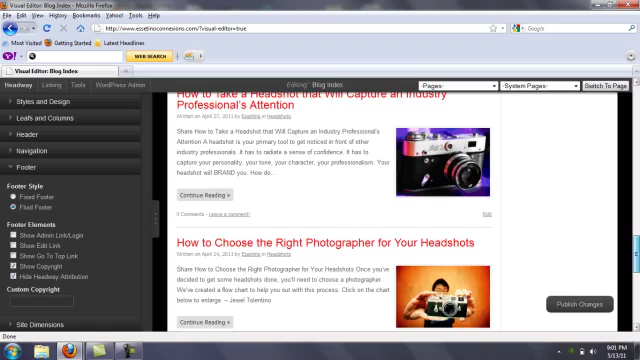 Visual Editor: Blog Index - Mozilla Firefox
File Edit View History Bookmarks Yahoo! Tools Help
http://www.essetinoconnexions.com/?visual-editor=true
Google
Most Visited Getting Started Latest Headlines
WEB SEARCH
Visual Editor: Blog Index
Headway Linking Tools WordPress Admin Editing: Blog Index -Pages- -System Pages- Switch To Page
Styles and Design
Leafs and Columns
Header
Navigation
Footer
Footer Style
Fixed Footer
Fluid Footer
Footer Elements
Show Admin Link/Login
Show Edit Link
Show Go To Top Link
Show Copyright
Hide Headway Attribution
Custom Copyright
Site Dimensions
How to Take a Headshot that Will Capture an Industry
Professional's Attention
Written on April 27, 2011 by in Headshots
Share How to Take a Headshot that Will Capture an Industry Professional's
Attention A headshot is your primary tool to get noticed in front of other
industry professionals. It has to radiate a sense of confidence. It has to
capture your personality, your tone, your character, your professionalism. Your
headshot will BRAND you. How do...
Continue Reading »
0 Comments - Leave a comment!
Edit
How to Choose the Right Photographer for Your Headshots
Written on April 24, 2011 by in Headshots
Share How to Choose the Right Photographer for Your Headshots Once you've
decided to get some headshots done, you'll need to choose a photographer.
We've created a flow chart to help you out with this process. Click on the chart
below to enlarge. ~ Jewel Tolentino
Continue Reading »
Publish Changes
Done
9:01 PM
5/13/11